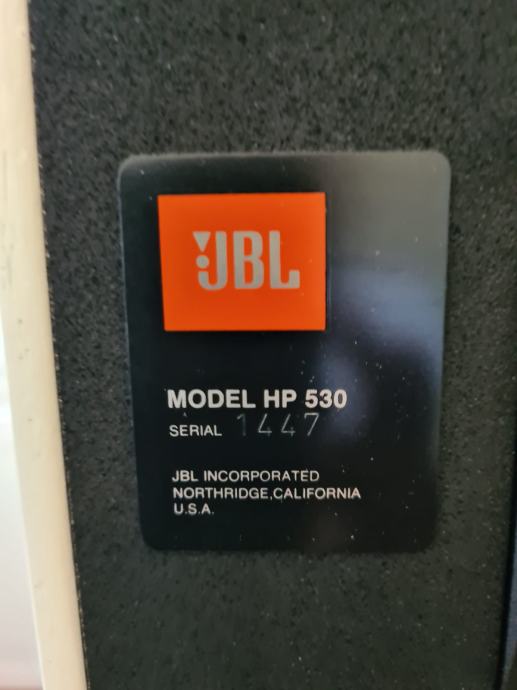 JBL
MODEL HP 530
SERIAL 1447
JBL INCORPORATED
NORTHRIDGE,CALIFORNIA
U.S.A.